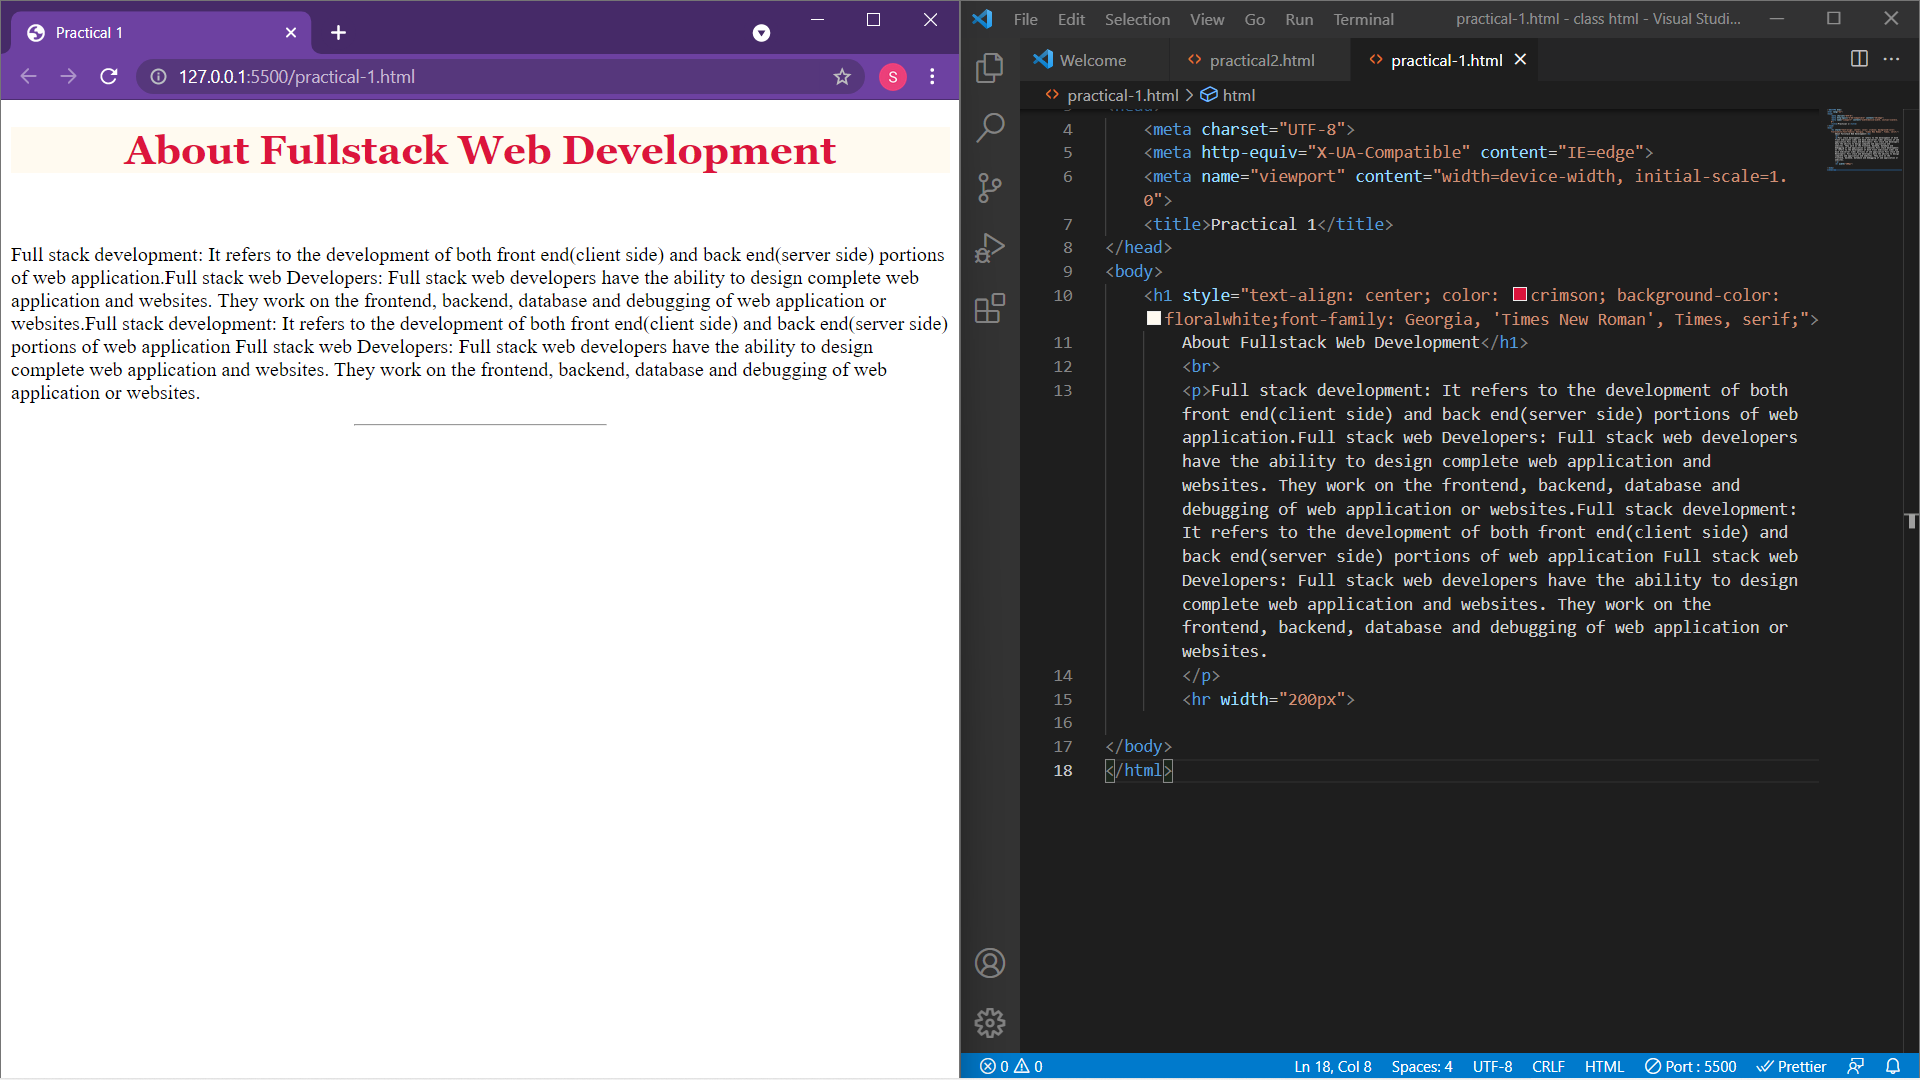 Practical 1
127.0.0.1:5500/practical-1.html
S
About Fullstack Web Development
Full stack development: It refers to the development of both front end(client side) and back end(server side) portions
of web application.Full stack web Developers: Full stack web developers have the ability to design complete web
application and websites. They work on the frontend, backend, database and debugging of web application or
websites.Full stack development: It refers to the development of both front end(client side) and back end(server side)
portions of web application Full stack web Developers: Full stack web developers have the ability to design
complete web application and websites. They work on the frontend, backend, database and debugging of web
application or websites.
File Edit Selection View Go Run Terminal practical-1.html - class html - Visual Studi...
Welcome practical2.html practical-1.html
practical-1.html > html
4 <meta charset="UTF-8">
5 <meta http-equiv="X-UA-Compatible" content="IE=edge">
6 <meta name="viewport" content="width=device-width, initial-scale=1.
0">
7 <title>Practical 1</title>
8 </head>
9 <body>
10 <h1 style="text-align: center; color: crimson; background-color:
floralwhite;font-family: Georgia, 'Times New Roman', Times, serif;">
11 About Fullstack Web Development</h1>
12 <br>
13 <p>Full stack development: It refers to the development of both
front end(client side) and back end(server side) portions of web
application.Full stack web Developers: Full stack web developers
have the ability to design complete web application and
websites. They work on the frontend, backend, database and
debugging of web application or websites.Full stack development:
It refers to the development of both front end(client side) and
back end(server side) portions of web application Full stack web
Developers: Full stack web developers have the ability to design
complete web application and websites. They work on the
frontend, backend, database and debugging of web application or
websites.
14 </p>
15 <hr width="200px">
16
17 </body>
18 </html>
0 0 Ln 18, Col 8 Spaces: 4 UTF-8 CRLF HTML Port : 5500 Prettier